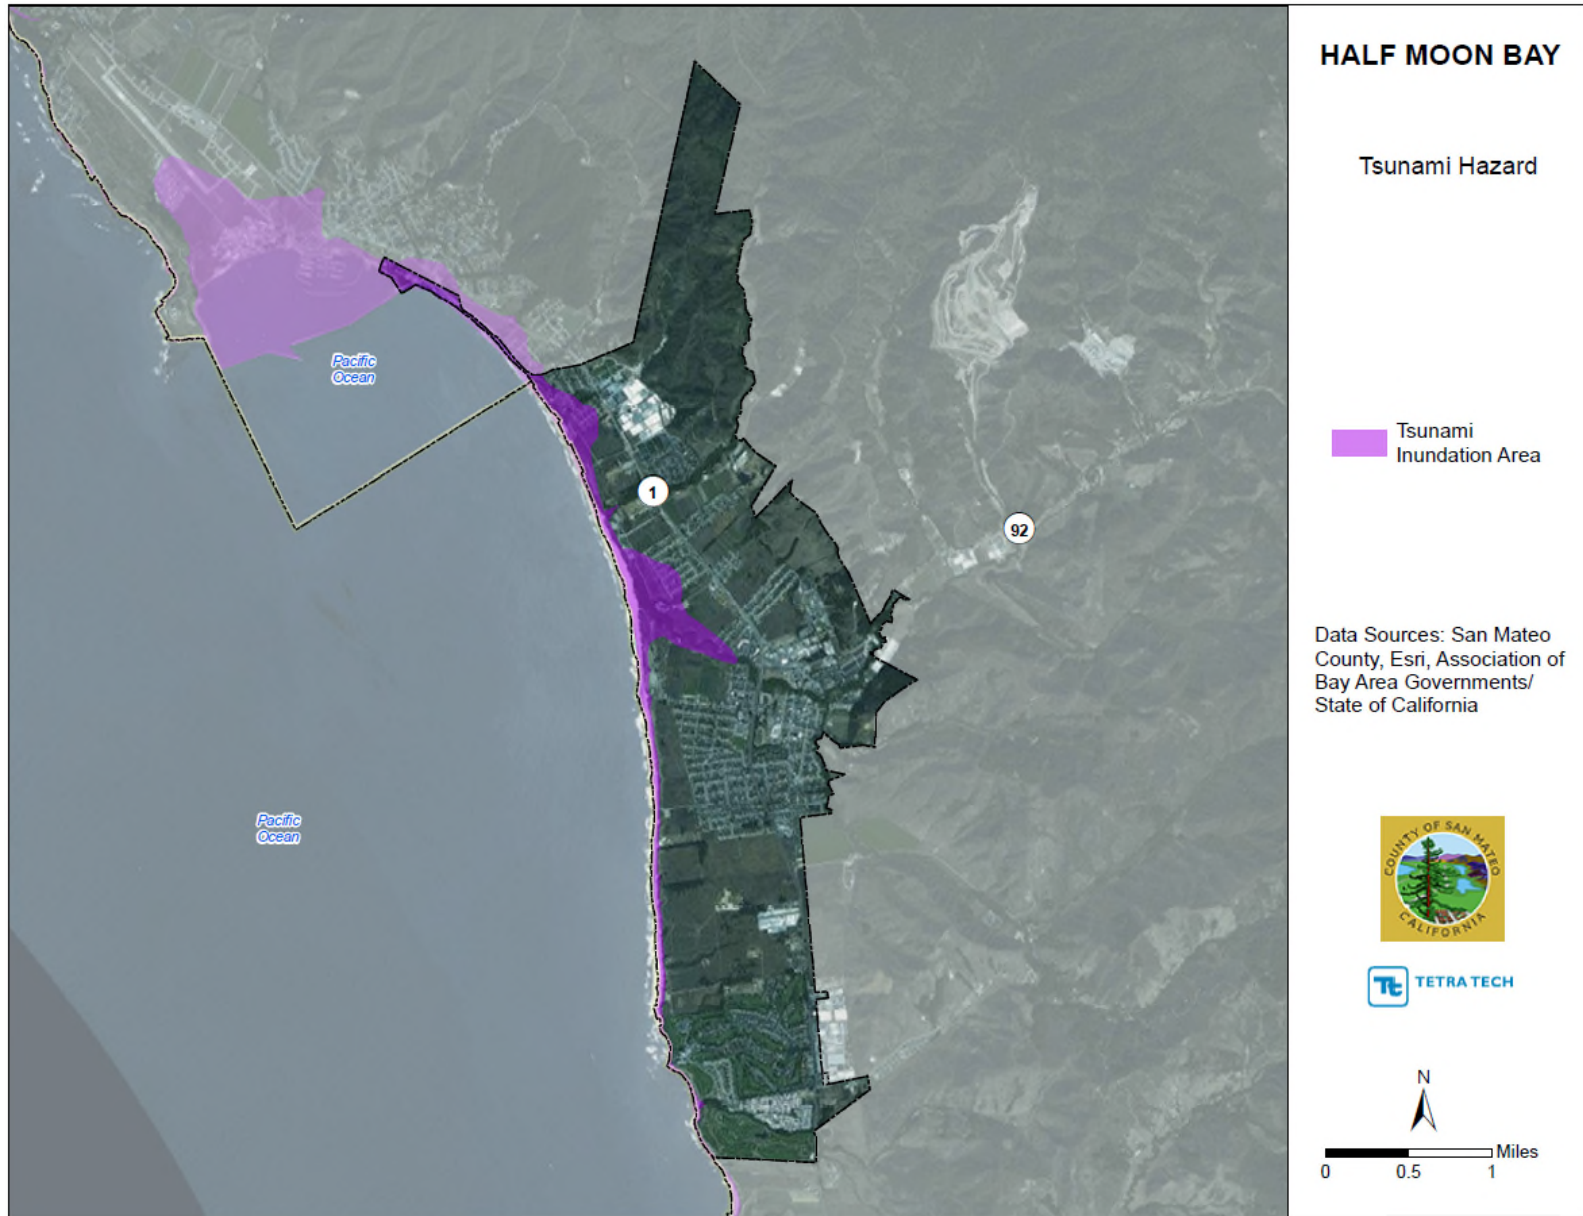 HALF MOON BAY
Tsunami Hazard
Pacific
Ocean
1
92
Pacific
Ocean
Tsunami
Inundation Area
Data Sources: San Mateo
County, Esri, Association of
Bay Area Governments/
State of California
COUNTY OF SAN MATEO
CALIFORNIA
Tt TETRA TECH
N
Miles
0 0.5 1